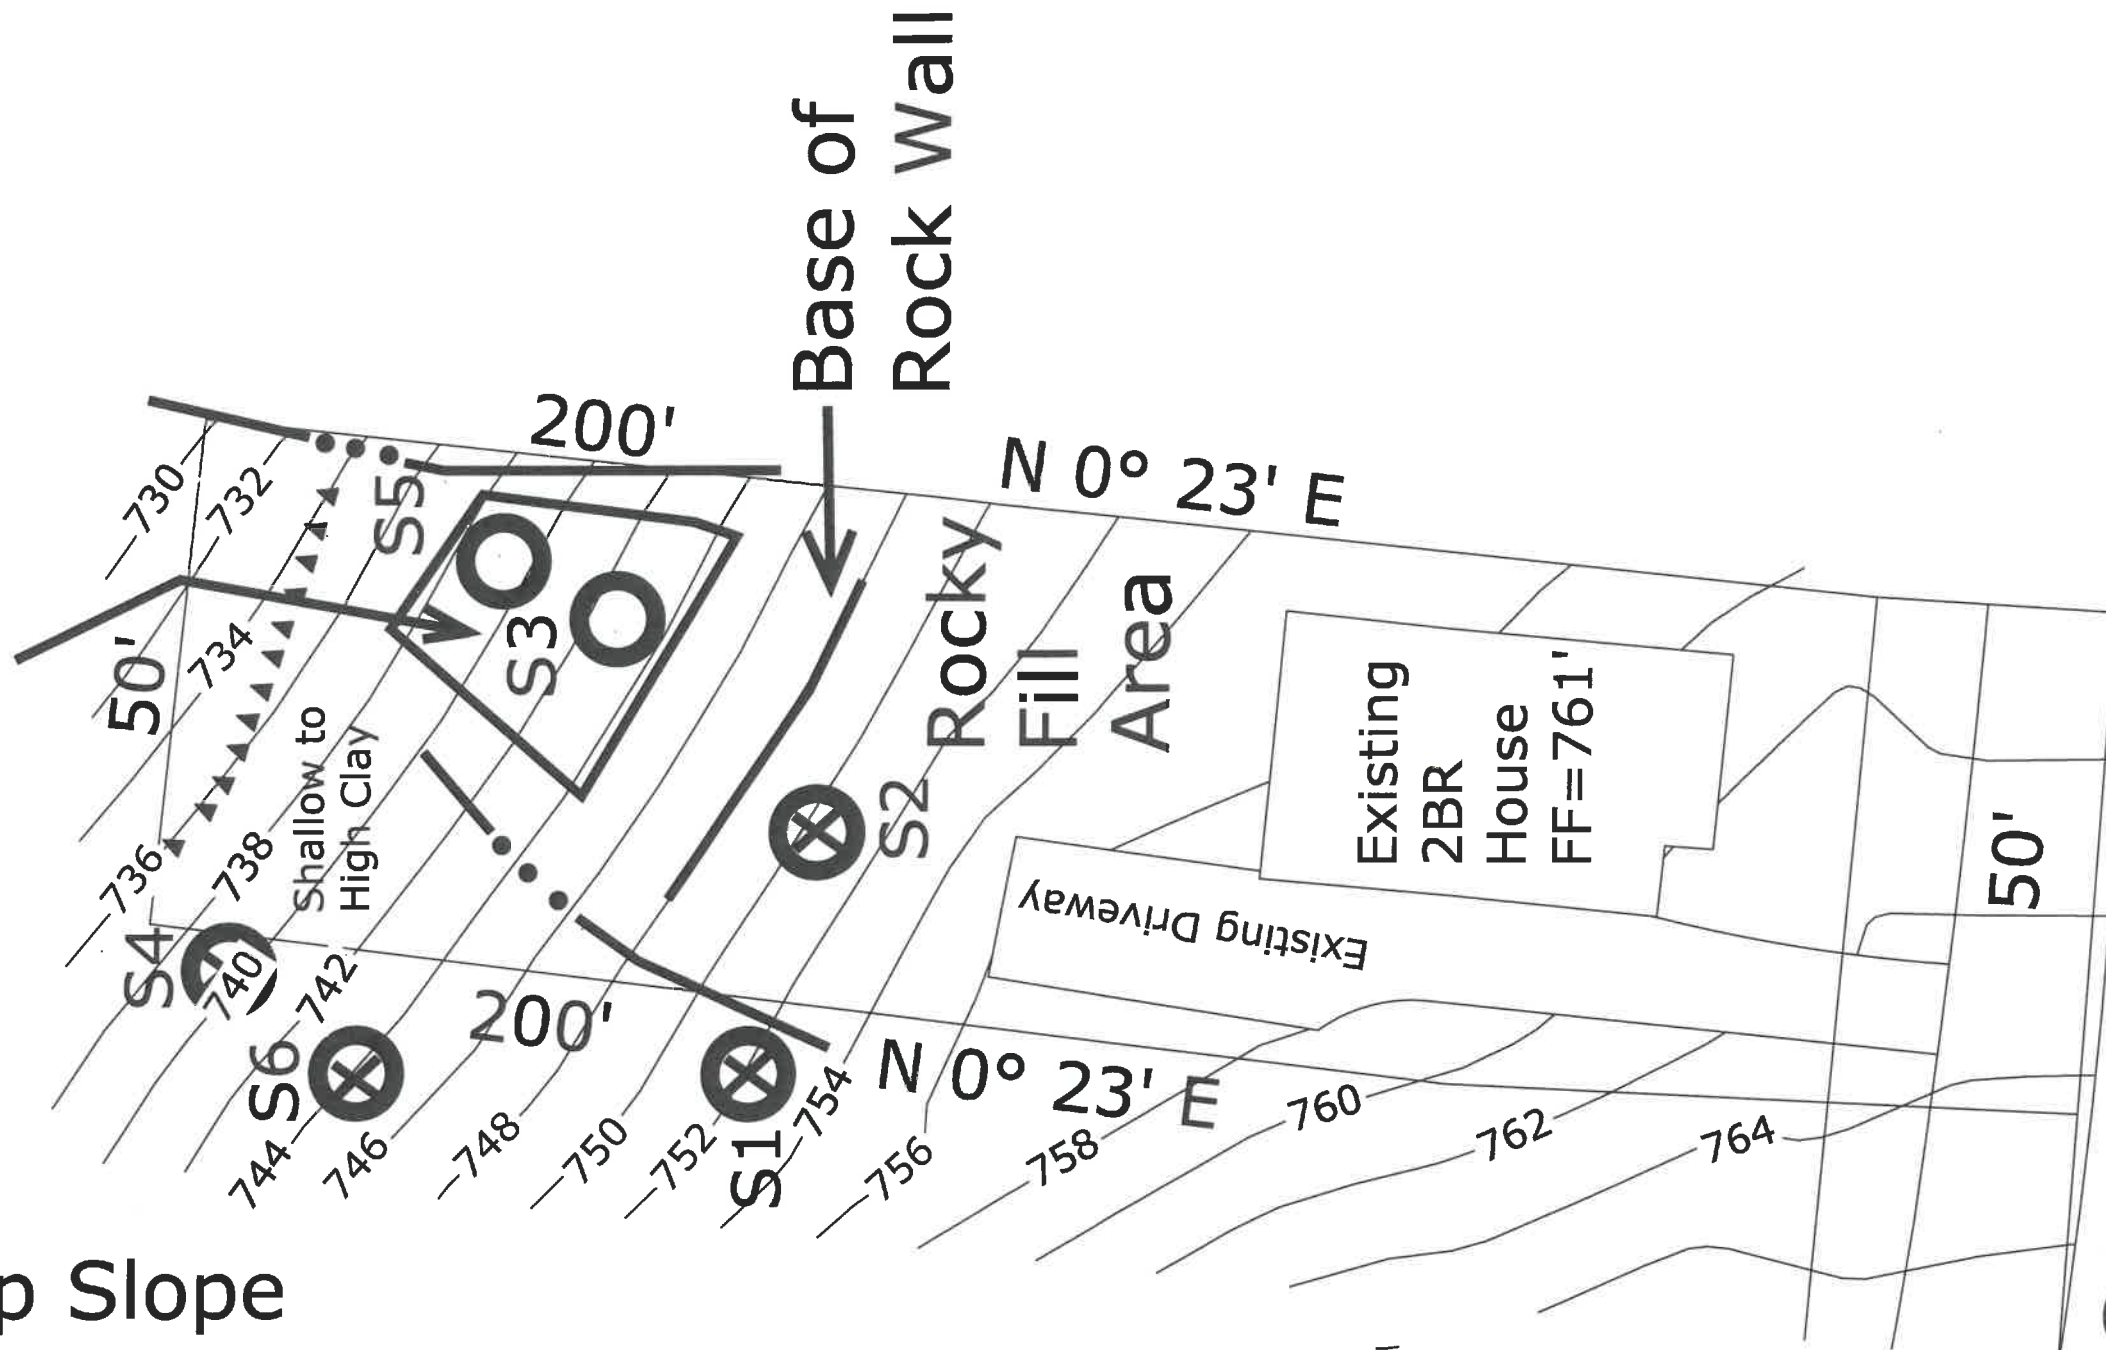 Base of
Rock Wall
200'
N 0° 23' E
730
732
S5
734
50'
S3
Rocky
Fill
Area
Shallow to
High Clay
736
738
S4
740
742
S6
S2
Existing
2BR
House
FF=761'
Existing Driveway
50'
200'
N 0° 23' E
744
746
748
750
752
S1
754
756
758
760
762
764
p Slope